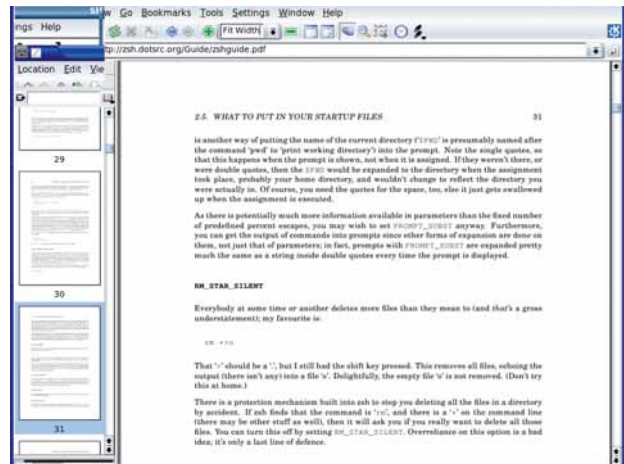 w Go Bookmarks Tools Settings Window Help
ngs Help
Fit Width
tp://zsh.dotsrc.org/Guide/zshguide.pdf
Location Edit Vie
29
30
31
2.5. WHAT TO PUT IN YOUR STARTUP FILES 31
is another way of putting the name of the current directory ('$PWD' is presumably named after
the command 'pwd' to 'print working directory') into the prompt. Note the single quotes, so
that this happens when the prompt is shown, not when it is assigned. If they weren't there, or
were double quotes, then the $PWD would be expanded to the directory when the assignment
took place, probably your home directory, and wouldn't change to reflect the directory you
were actually in. Of course, you need the quotes for the space, too, else it just gets swallowed
up when the assignment is executed.
As there is potentially much more information available in parameters than the fixed number
of predefined percent escapes, you may wish to set PROMPT_SUBST anyway. Furthermore,
you can get the output of commands into prompts since other forms of expansion are done on
them, not just that of parameters; in fact, prompts with PROMPT_SUBST are expanded pretty
much the same as a string inside double quotes every time the prompt is displayed.
RM_STAR_SILENT
Everybody at some time or another deletes more files than they mean to (and that's a gross
understatement); my favourite is:
rm *>o
That '>' should be a '.', but I still had the shift key pressed. This removes all files, echoing the
output (there isn't any) into a file 'o'. Delightfully, the empty file 'o' is not removed. (Don't try
this at home.)
There is a protection mechanism built into zsh to stop you deleting all the files in a directory
by accident. If zsh finds that the command is 'rm', and there is a '*' on the command line
(there may be other stuff as well), then it will ask you if you really want to delete all those
files. You can turn this off by setting RM_STAR_SILENT. Overreliance on this option is a bad
idea; it's only a last line of defence.